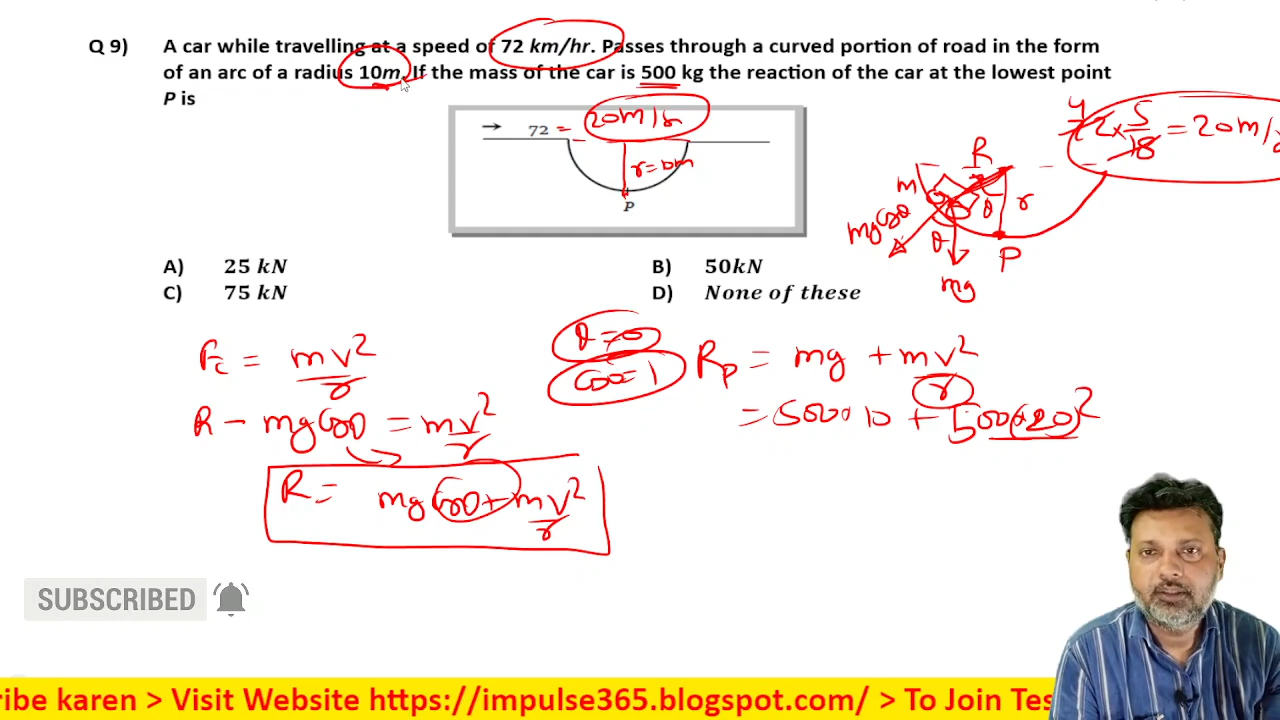 Q 9) A car while travelling at a speed of 72 km/hr. Passes through a curved portion of road in the form
of an arc of a radius 10m. If the mass of the car is 500 kg the reaction of the car at the lowest point
P is
→ 72 = 20m/s
r=10m
P
72 × 5/18 = 20m/s
4
R
m
mg cosθ
θ
θ
r
P
mg
A) 25 kN
B) 50kN
C) 75 kN
D) None of these
Fc = mv²/r
θ = 0
cosθ = 1
Rp = mg + mv²/r
R – mg cosθ = mv²/r
= 500×10 + 500(20)²
R = mg cosθ + mv²/r
SUBSCRIBED
ribe karen > Visit Website https://impulse365.blogspot.com/ > To Join Tes